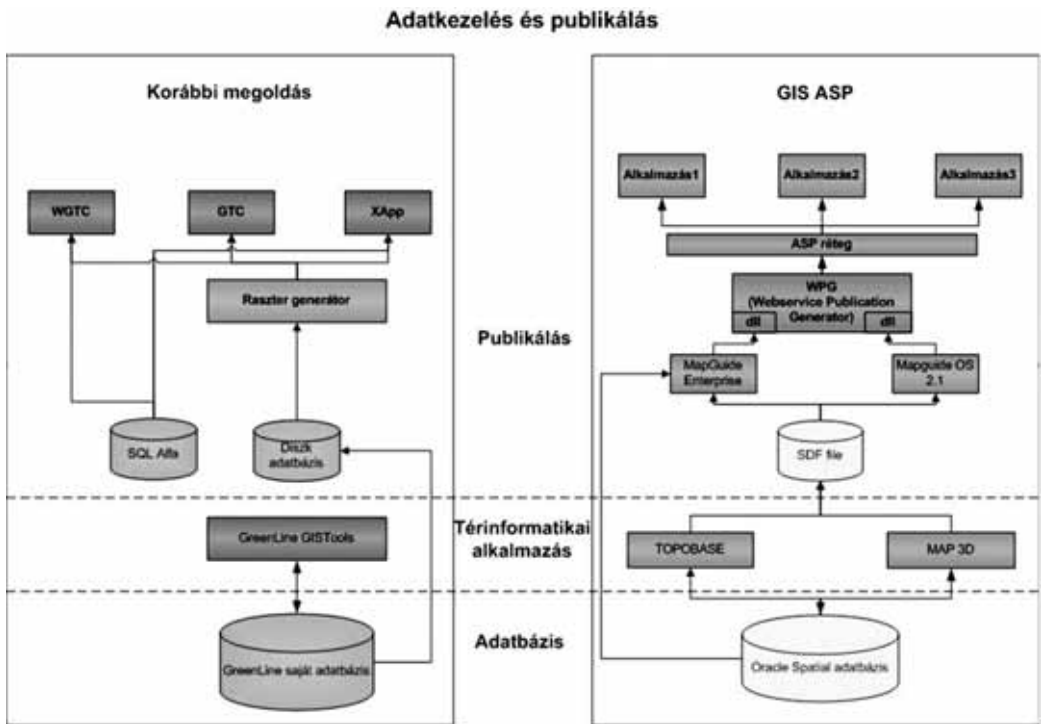 Adatkezelés és publikálás
Korábbi megoldás
WGTC
GTC
XApp
Raszter generátor
SQL Alfa
Diszk
adatbázis
GreenLine GISTools
GreenLine saját adatbázis
Publikálás
Térinformatikai
alkalmazás
Adatbázis
GIS ASP
Alkalmazás1
Alkalmazás2
Alkalmazás3
ASP réteg
WPG
(Webservice Publication
Generator)
dll
dll
MapGuide
Enterprise
Mapguide OS
2.1
SDF file
TOPOBASE
MAP 3D
Oracle Spatial adatbázis